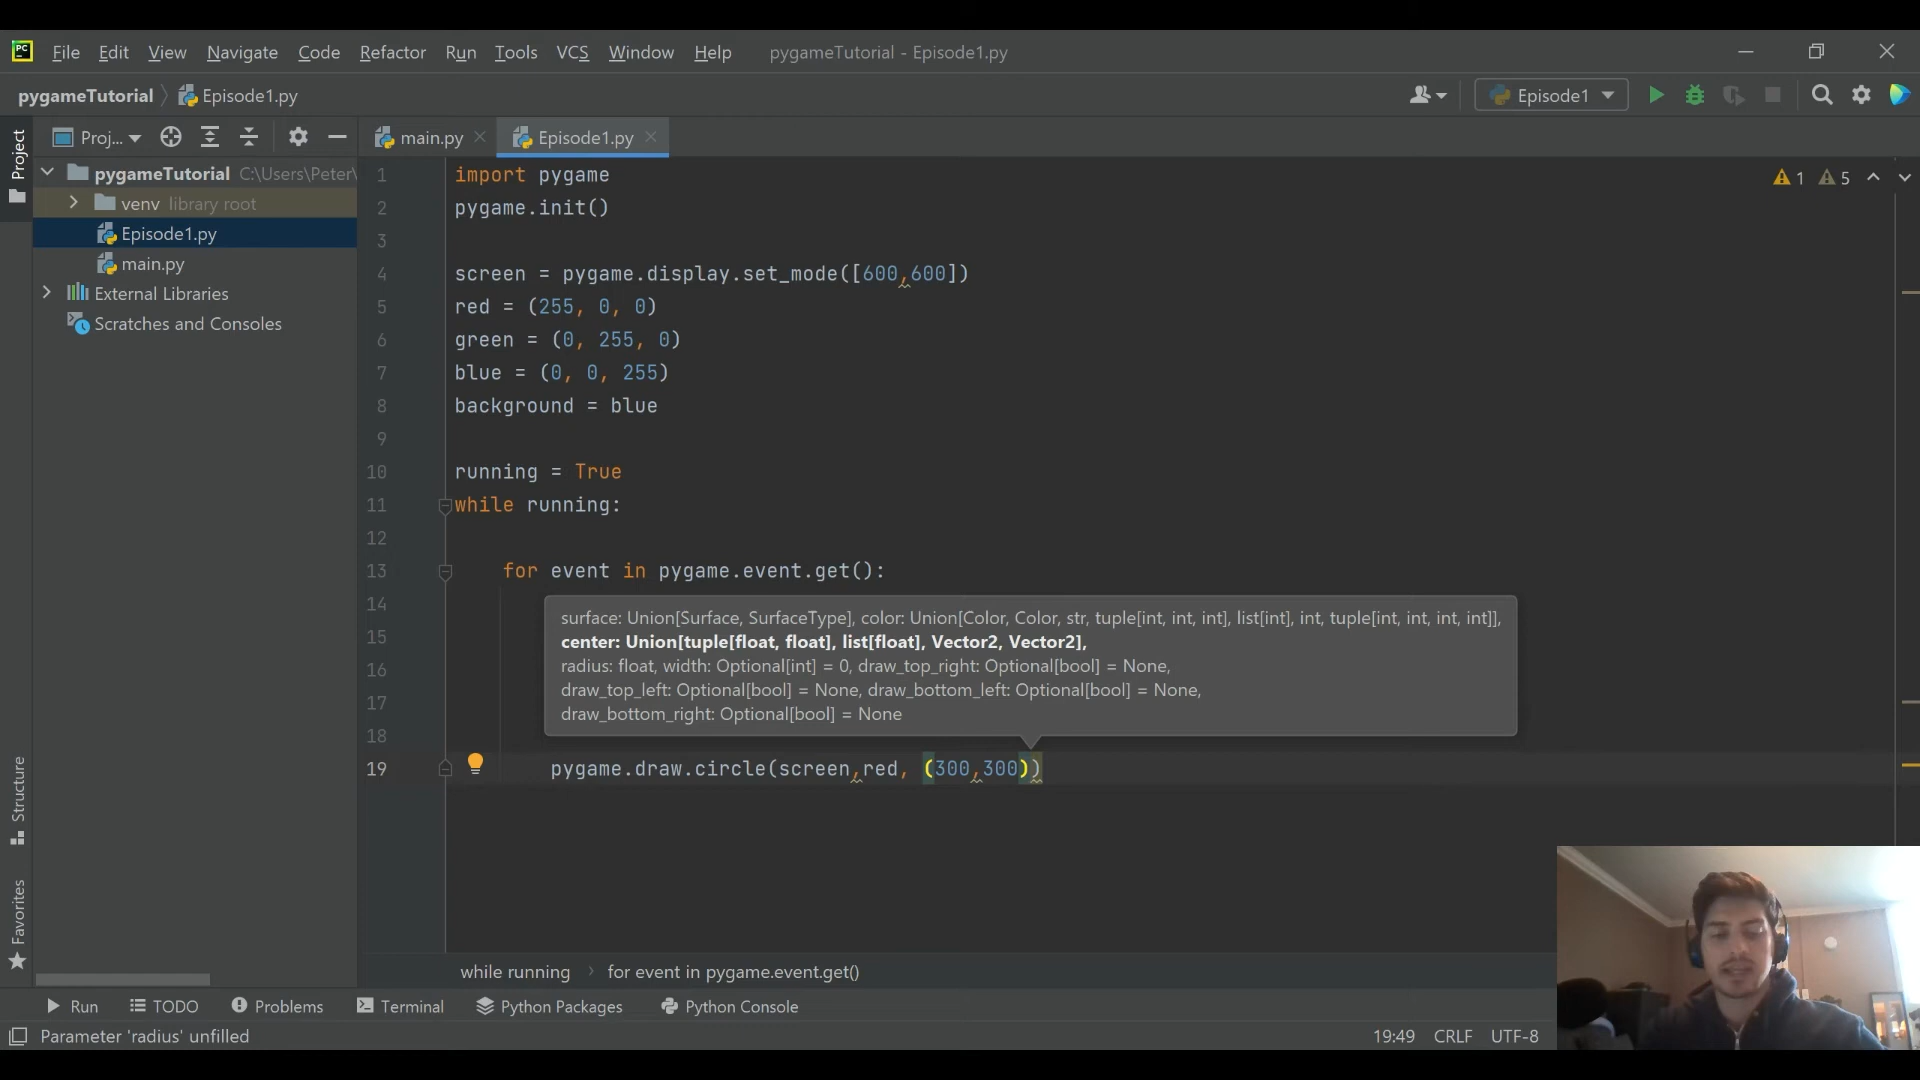 PC File Edit View Navigate Code Refactor Run Tools VCS Window Help pygameTutorial - Episode1.py
pygameTutorial Episode1.py Episode1
Project Proj... main.py Episode1.py
pygameTutorial C:\Users\Peter\
venv library root
Episode1.py
main.py
External Libraries
Scratches and Consoles
1 import pygame
2 pygame.init()
3
4 screen = pygame.display.set_mode([600,600])
5 red = (255, 0, 0)
6 green = (0, 255, 0)
7 blue = (0, 0, 255)
8 background = blue
9
10 running = True
11 while running:
12
13 for event in pygame.event.get():
14
15
16
17
18
19 pygame.draw.circle(screen,red, (300,300))
1 5
surface: Union[Surface, SurfaceType], color: Union[Color, Color, str, tuple[int, int, int], list[int], int, tuple[int, int, int, int]],
center: Union[tuple[float, float], list[float], Vector2, Vector2],
radius: float, width: Optional[int] = 0, draw_top_right: Optional[bool] = None,
draw_top_left: Optional[bool] = None, draw_bottom_left: Optional[bool] = None,
draw_bottom_right: Optional[bool] = None
Structure
Favorites
while running for event in pygame.event.get()
Run TODO Problems Terminal Python Packages Python Console
Parameter 'radius' unfilled 19:49 CRLF UTF-8